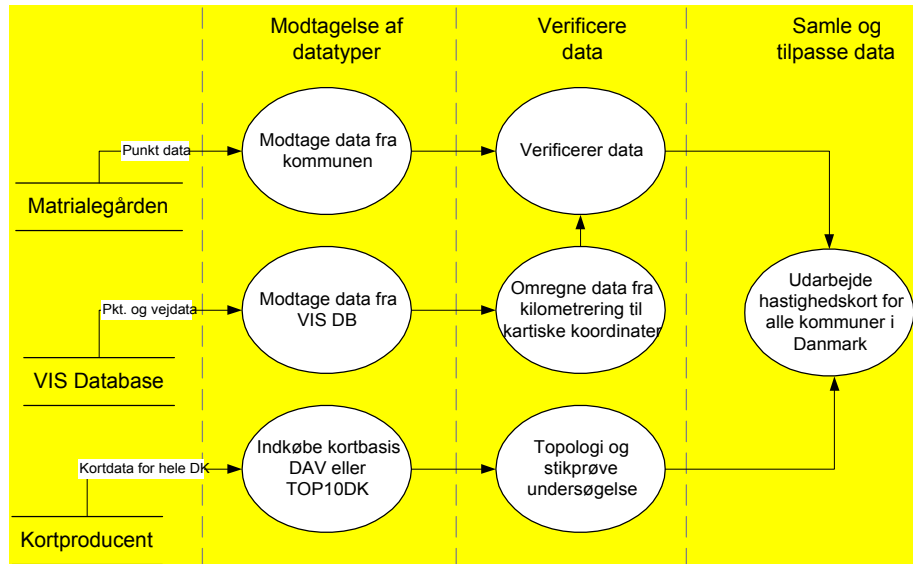 Modtagelse af
datatyper
Verificere
data
Samle og
tilpasse data
Punkt data
Matrialegården
Modtage data fra
kommunen
Verificerer data
Pkt. og vejdata
VIS Database
Modtage data fra
VIS DB
Omregne data fra
kilometrering til
kartiske koordinater
Udarbejde
hastighedskort for
alle kommuner i
Danmark
Kortdata for hele DK
Kortproducent
Indkøbe kortbasis
DAV eller
TOP10DK
Topologi og
stikprøve
undersøgelse